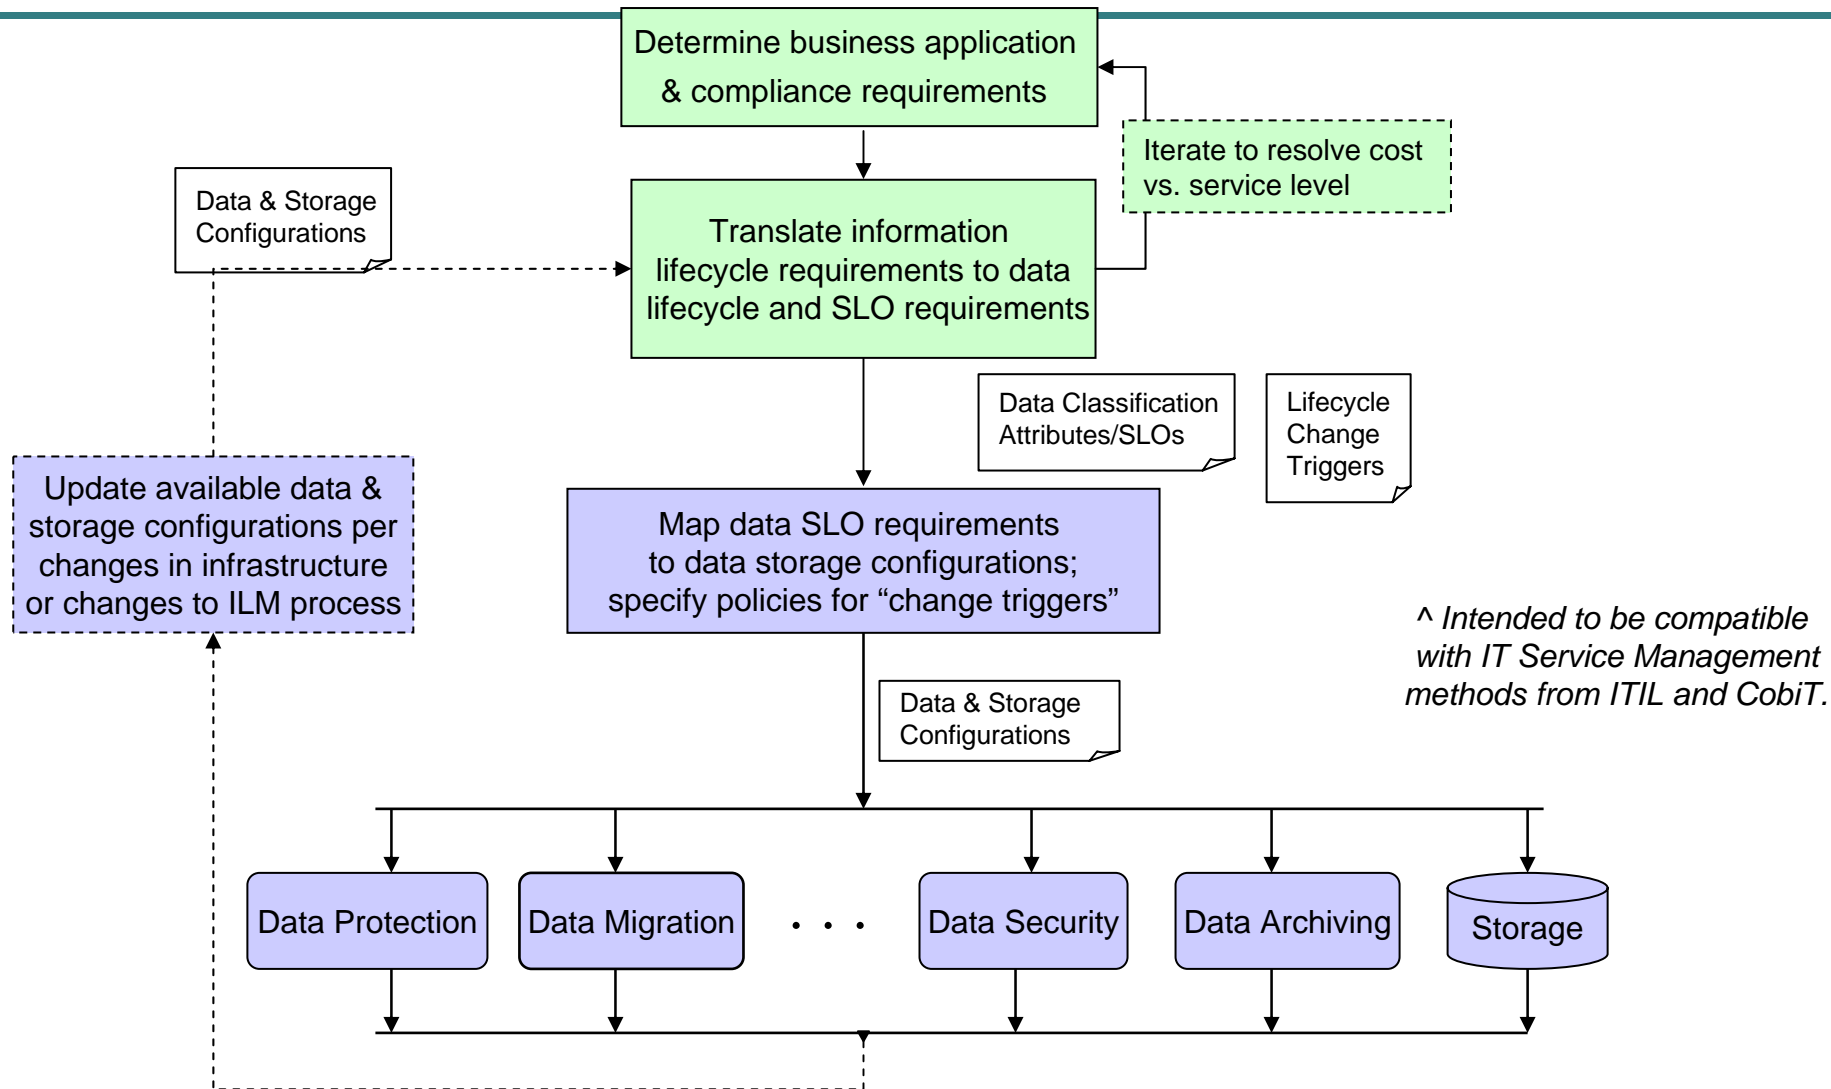 Determine business application
& compliance requirements
Iterate to resolve cost
vs. service level
Data & Storage
Configurations
Translate information
lifecycle requirements to data
lifecycle and SLO requirements
Data Classification
Attributes/SLOs
Lifecycle
Change
Triggers
Update available data &
storage configurations per
changes in infrastructure
or changes to ILM process
Map data SLO requirements
to data storage configurations;
specify policies for “change triggers”
^ Intended to be compatible
with IT Service Management
methods from ITIL and CobiT.
Data & Storage
Configurations
Data Protection
Data Migration
. . .
Data Security
Data Archiving
Storage